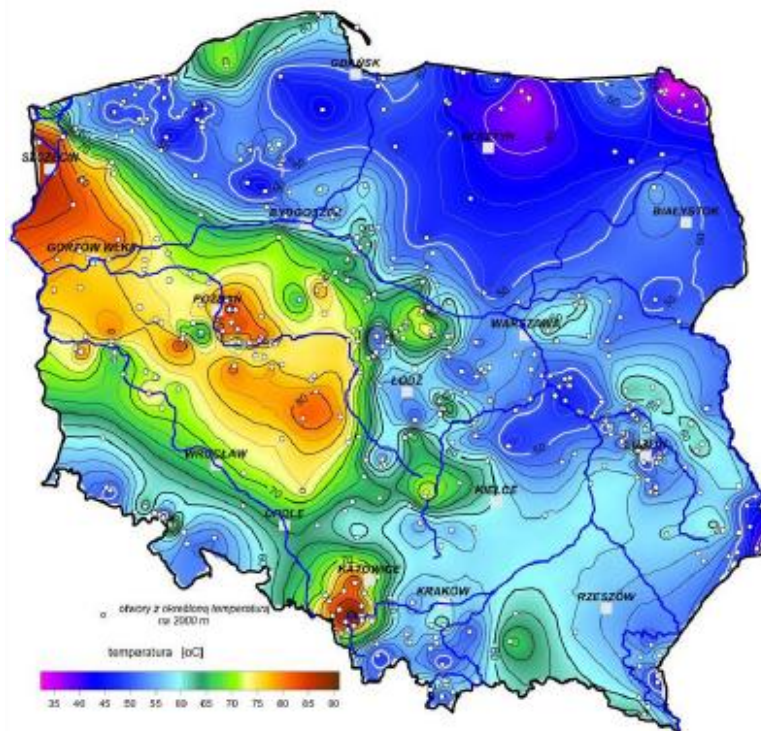 GDAŃSK
SZCZECIN
OLSZTYN
BYDGOSZCZ
BIAŁYSTOK
GORZÓW WLKP.
POZNAŃ
WARSZAWA
ŁÓDŹ
WROCŁAW
LUBLIN
KIELCE
OPOLE
70
KATOWICE
KRAKÓW
RZESZÓW
otwory z określoną temperaturą
na 2000 m
temperatura [oC]
35 40 45 50 55 60 65 70 75 80 85 90